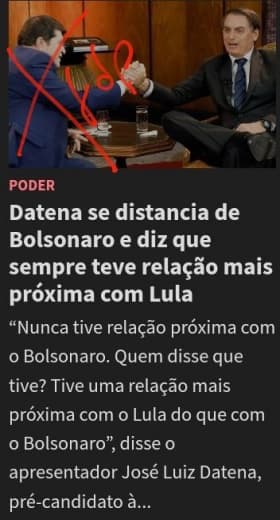 PODER
Datena se distancia de
Bolsonaro e diz que
sempre teve relação mais
próxima com Lula
“Nunca tive relação próxima com
o Bolsonaro. Quem disse que
tive? Tive uma relação mais
próxima com o Lula do que com
o Bolsonaro”, disse o
apresentador José Luiz Datena,
pré-candidato à...